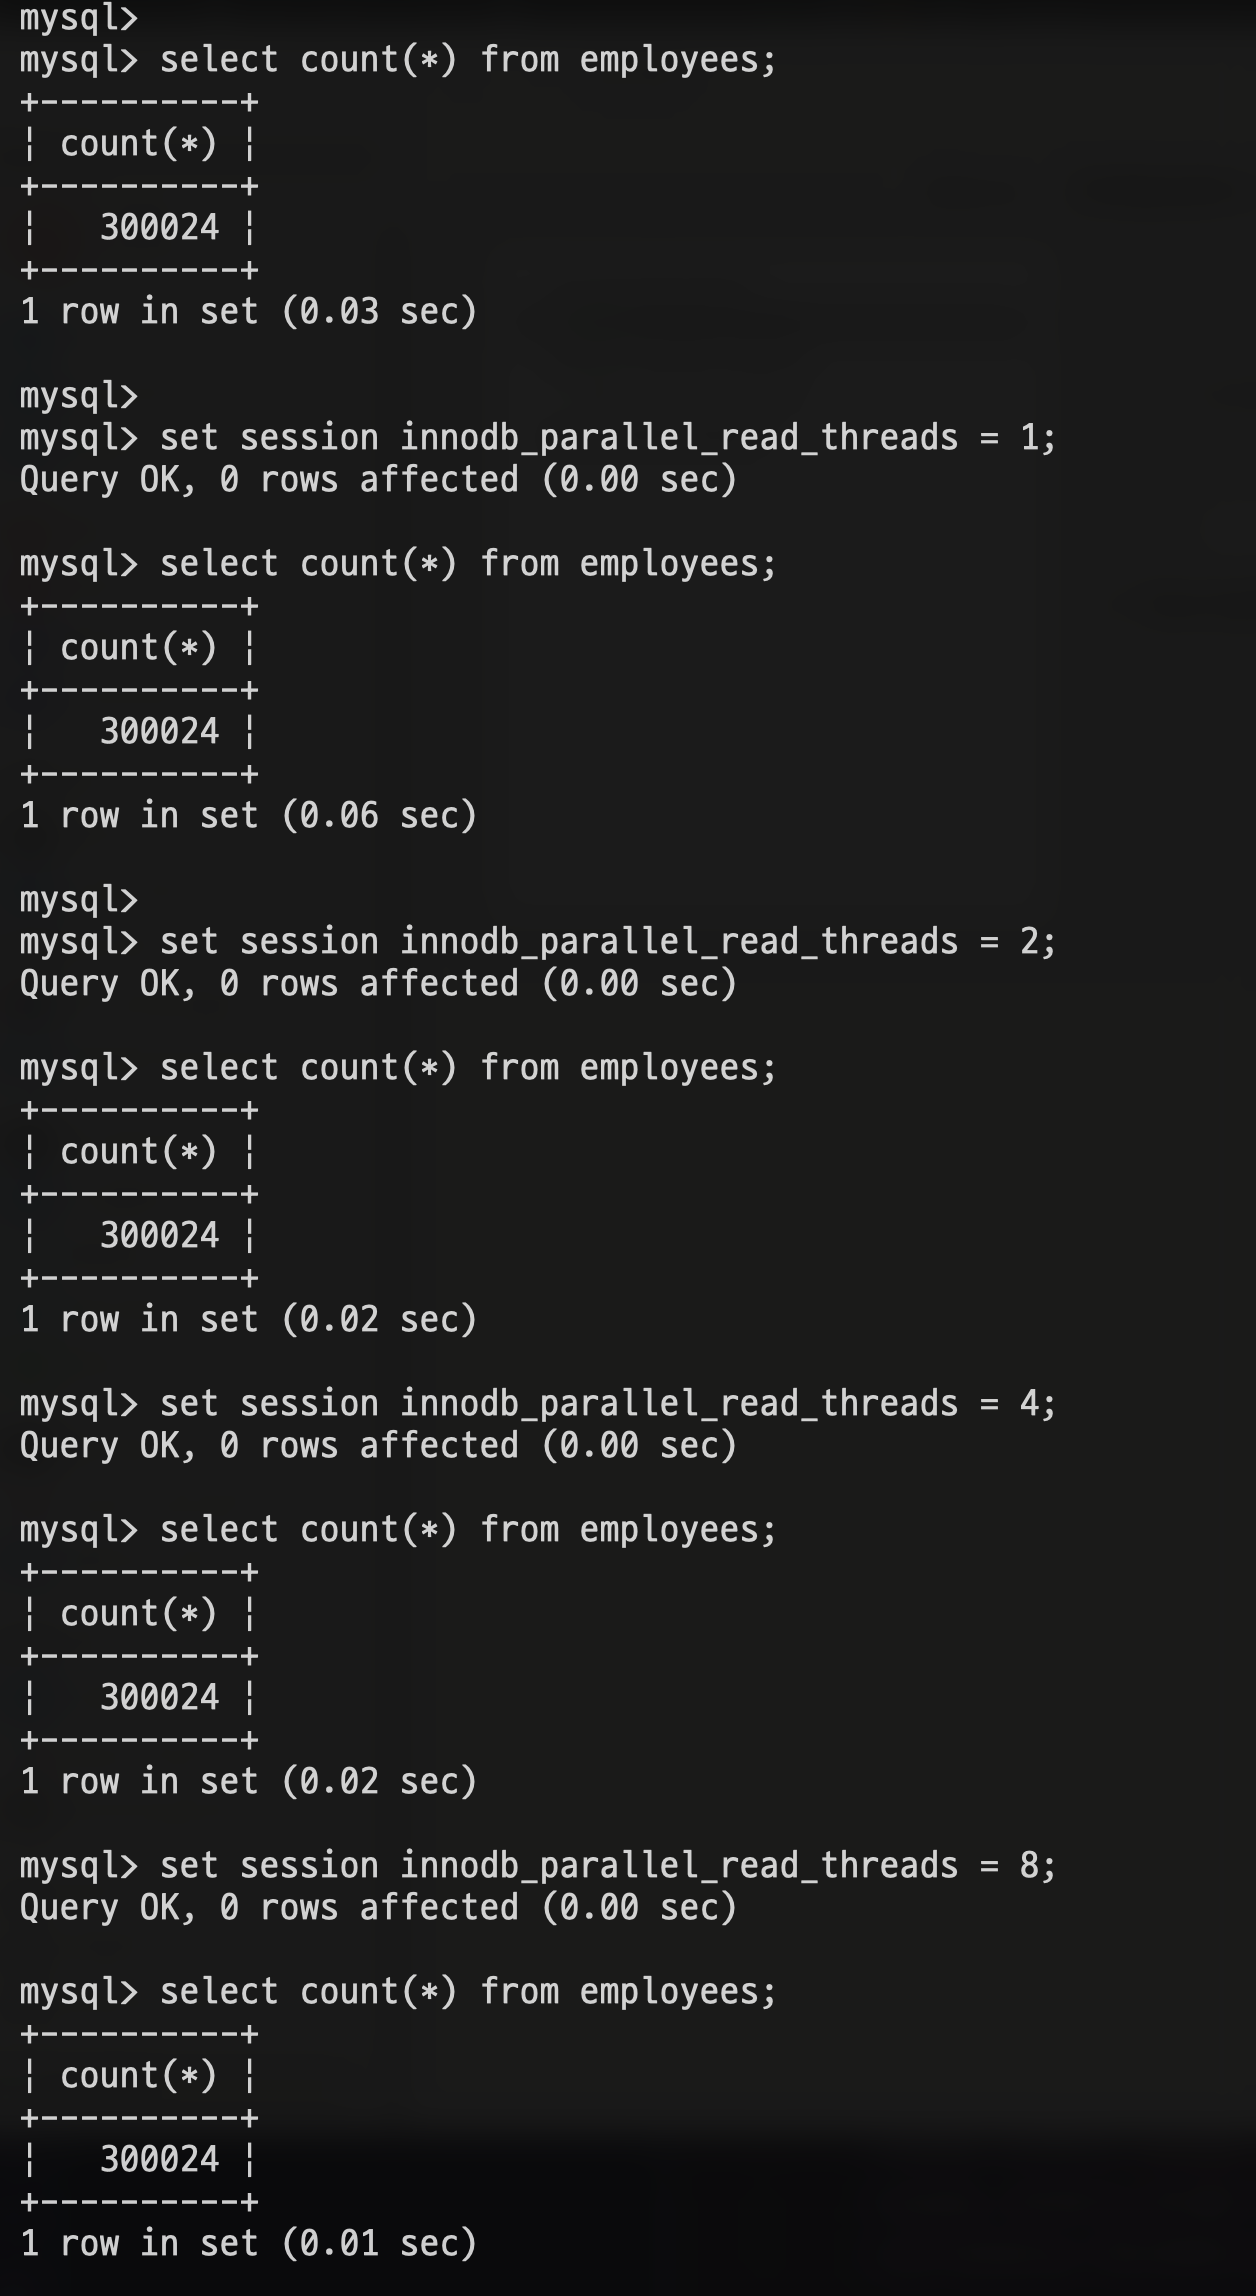 mysql>
mysql> select count(*) from employees;
+----------+
| count(*) |
+----------+
|   300024 |
+----------+
1 row in set (0.03 sec)

mysql>
mysql> set session innodb_parallel_read_threads = 1;
Query OK, 0 rows affected (0.00 sec)

mysql> select count(*) from employees;
+----------+
| count(*) |
+----------+
|   300024 |
+----------+
1 row in set (0.06 sec)

mysql>
mysql> set session innodb_parallel_read_threads = 2;
Query OK, 0 rows affected (0.00 sec)

mysql> select count(*) from employees;
+----------+
| count(*) |
+----------+
|   300024 |
+----------+
1 row in set (0.02 sec)

mysql> set session innodb_parallel_read_threads = 4;
Query OK, 0 rows affected (0.00 sec)

mysql> select count(*) from employees;
+----------+
| count(*) |
+----------+
|   300024 |
+----------+
1 row in set (0.02 sec)

mysql> set session innodb_parallel_read_threads = 8;
Query OK, 0 rows affected (0.00 sec)

mysql> select count(*) from employees;
+----------+
| count(*) |
+----------+
|   300024 |
+----------+
1 row in set (0.01 sec)